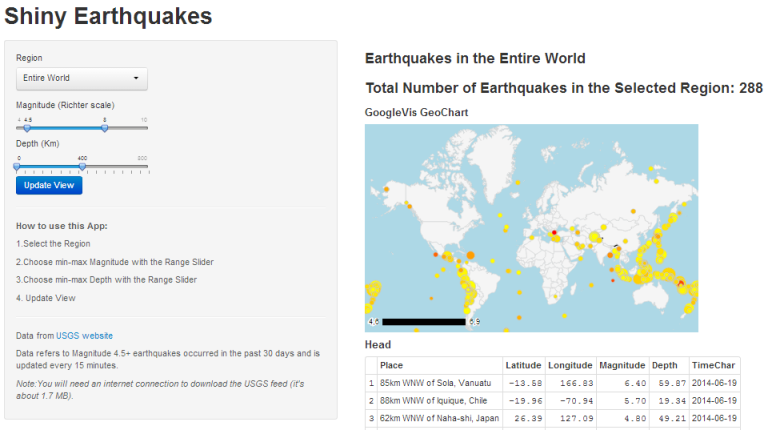 Shiny Earthquakes
Region
Entire World
Magnitude (Richter scale)
4 4.5 8 10
Depth (Km)
0 400 800
Update View
How to use this App:
1.Select the Region
2.Choose min-max Magnitude with the Range Slider
3.Choose min-max Depth with the Range Slider
4. Update View
Data from USGS website
Data refers to Magnitude 4.5+ earthquakes occurred in the past 30 days and is
updated every 15 minutes.
Note:You will need an internet connection to download the USGS feed (it's
about 1.7 MB).
Earthquakes in the Entire World
Total Number of Earthquakes in the Selected Region: 288
GoogleVis GeoChart
4.6 6.9
Head
Place Latitude Longitude Magnitude Depth TimeChar
1 85km WNW of Sola, Vanuatu -13.58 166.83 6.40 59.87 2014-06-19
2 88km WNW of Iquique, Chile -19.96 -70.94 5.70 19.34 2014-06-19
3 62km WNW of Naha-shi, Japan 26.39 127.09 4.80 49.21 2014-06-19